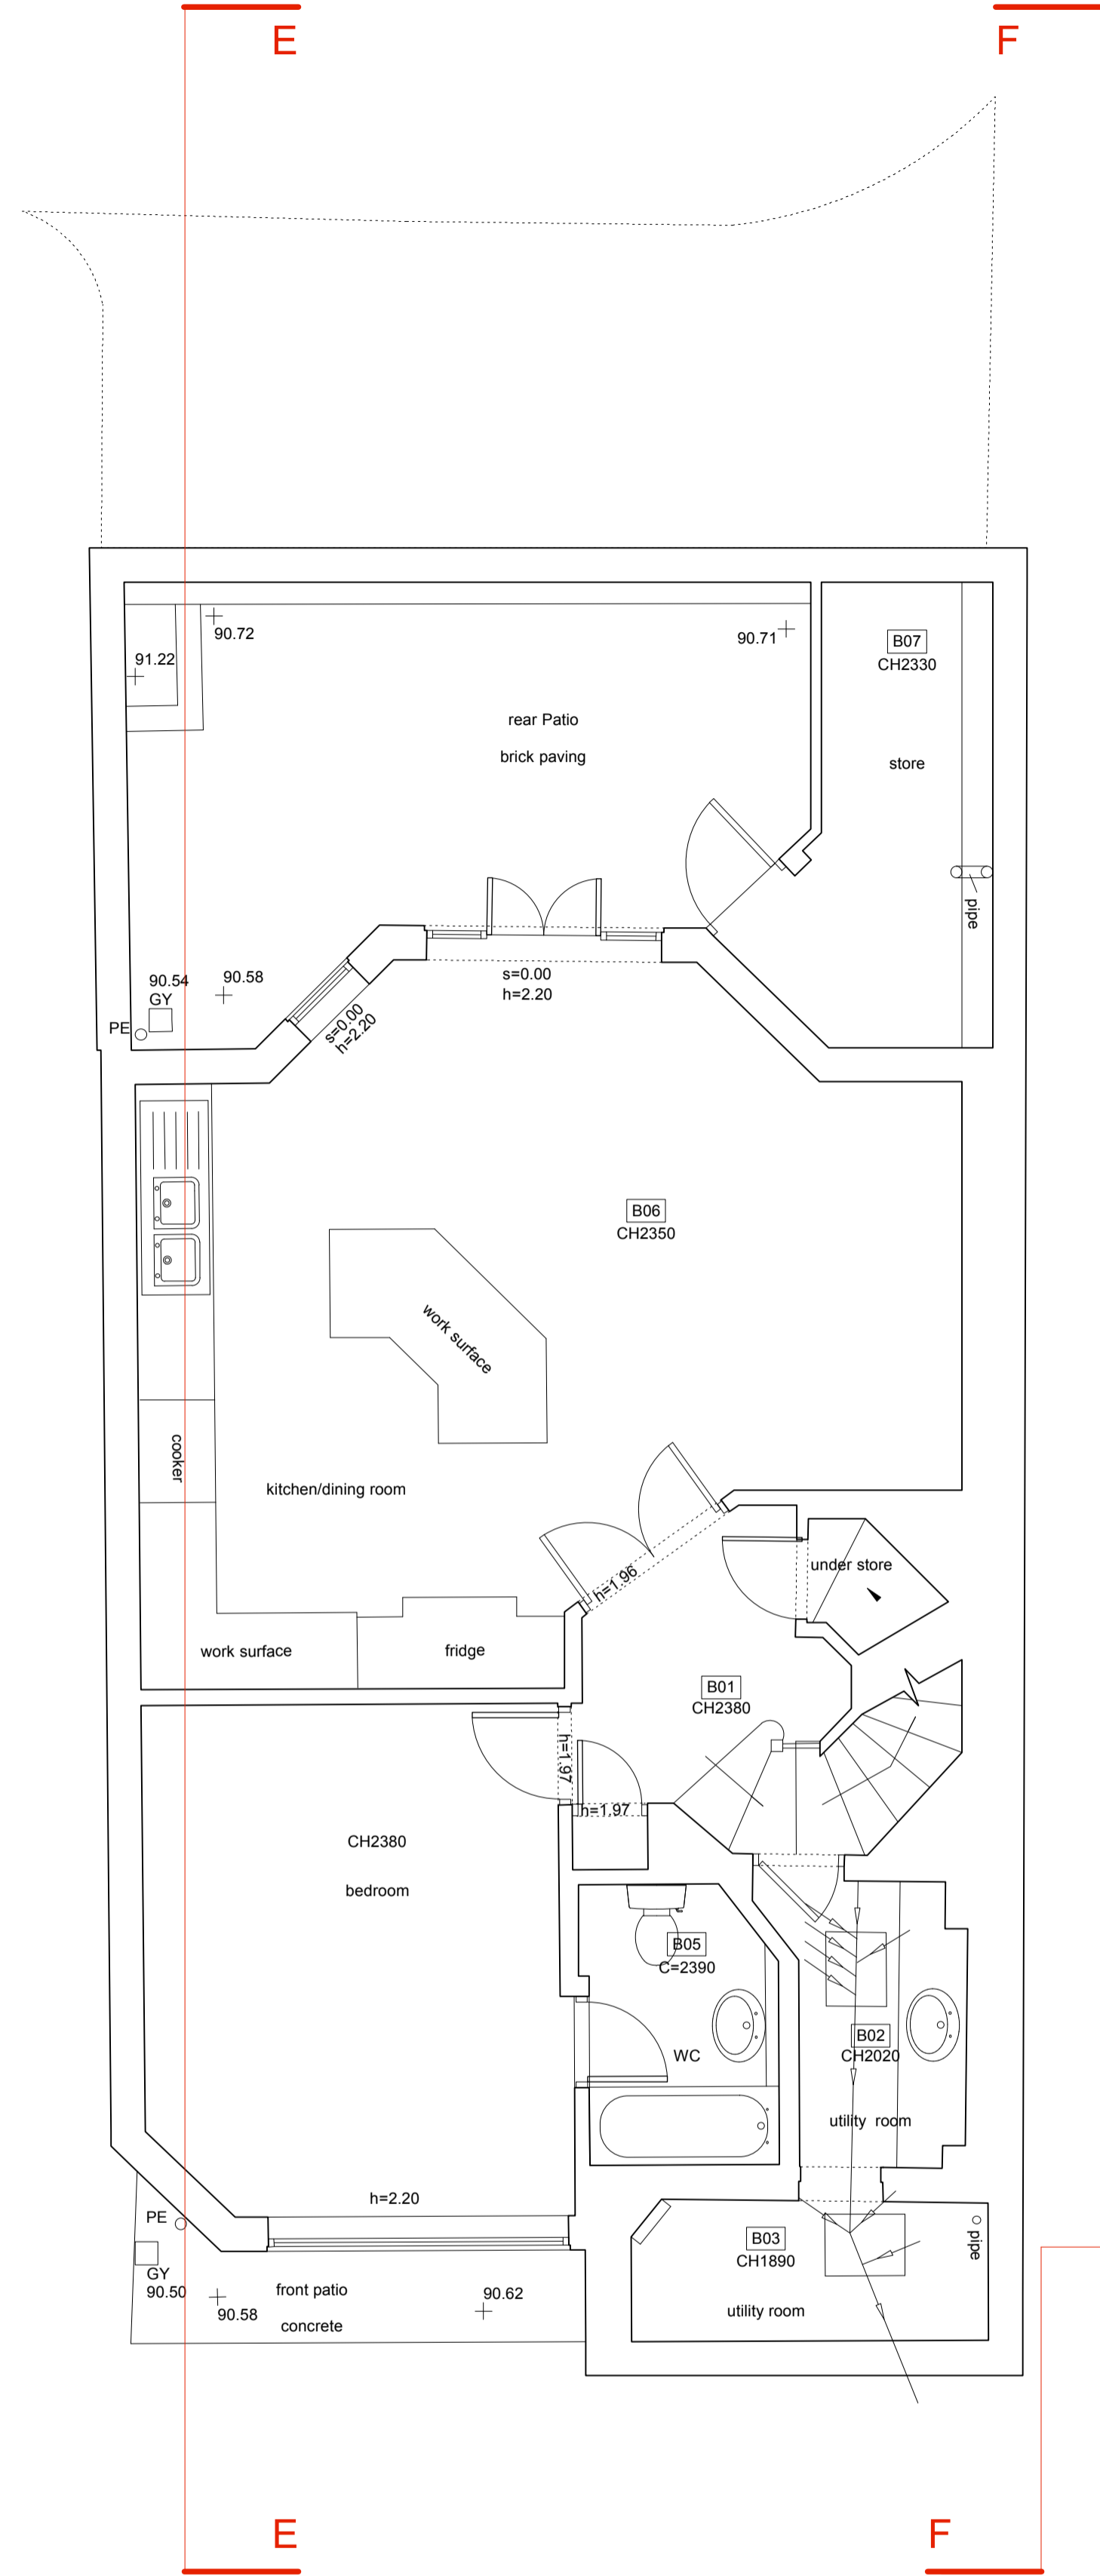 E
F
90.72
90.71
B07
CH2330
91.22
rear Patio
brick paving
store
pipe
90.54
GY
90.58
PE
s=0.00
h=2.20
s=0.00
h=2.20
B06
CH2350
work surface
cooker
kitchen/dining room
h=1.96
under store
work surface
fridge
B01
CH2380
h=1.97
h=1.97
CH2380
bedroom
B05
C=2390
B02
CH2020
WC
utility room
h=2.20
PE
B03
CH1890
pipe
GY
90.50
90.58
front patio
concrete
90.62
utility room
E
F